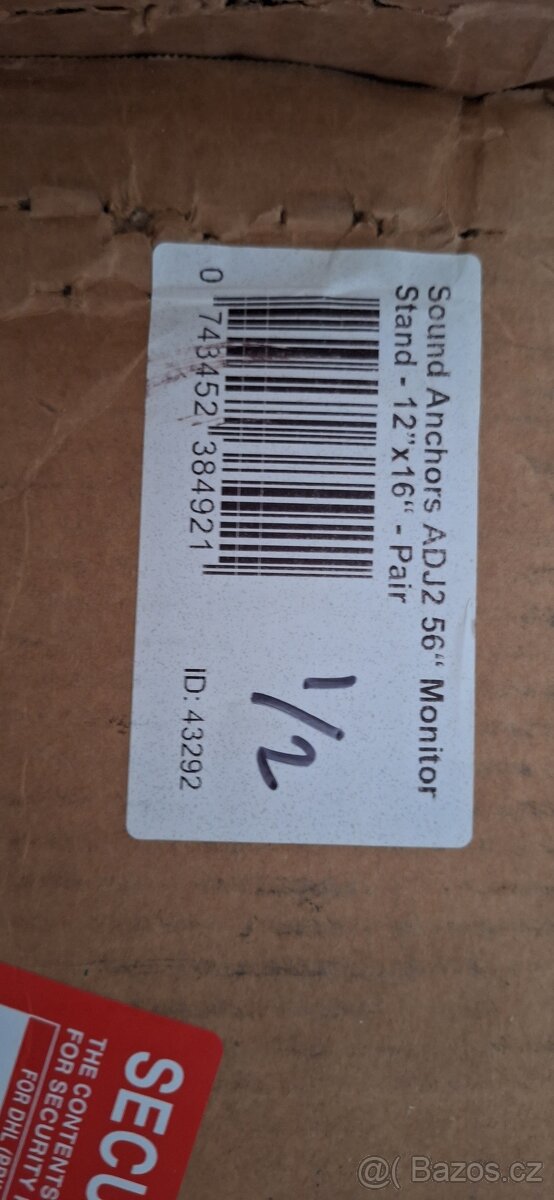 Sound Anchors ADJ2 56“ Monitor
Stand - 12”x16“ - Pair
0 743452 384921
ID: 43292
1/2
SECU
THE CONTENTS
FOR SECURITY
FOR DHL
@( Bazos.cz